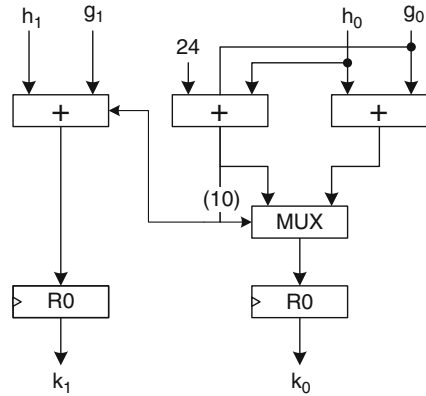 h₁ g₁ 24 h₀ g₀
+ + +
(10)
MUX
R0 R0
k₁ k₀